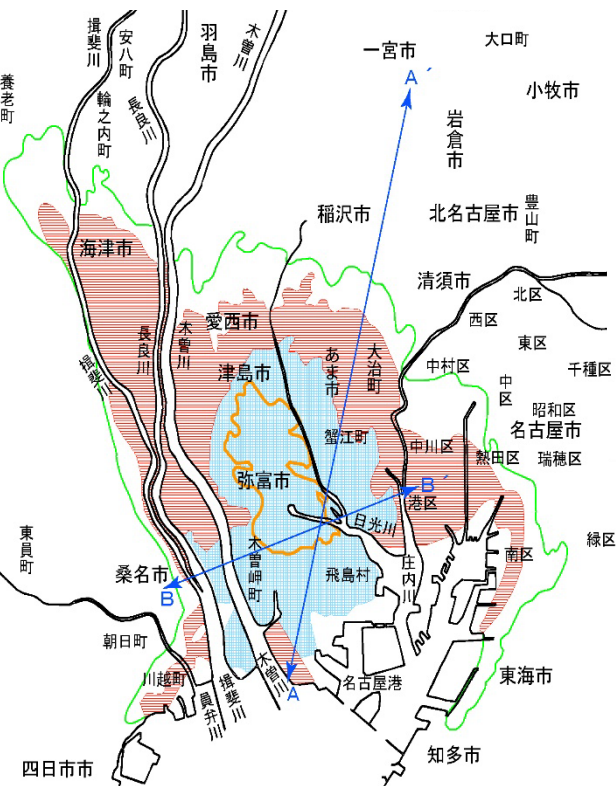 揖斐川
安八町
羽島市
木曽川
一宮市
大口町
養老町
輪之内町
長良川
A´
小牧市
岩倉市
稲沢市
北名古屋市
豊山町
海津市
清須市
北区
長良川
木曽川
愛西市
西区
東区
揖斐川
津島市
あま市
大治町
中村区
千種区
中区
昭和区
蟹江町
中川区
名古屋市
熱田区
瑞穂区
弥富市
B´
港区
日光川
東員町
緑区
南区
桑名市
木曽岬町
飛島村
庄内川
B
朝日町
川越町
木曽川
A
名古屋港
東海市
員弁川
揖斐川
四日市市
知多市